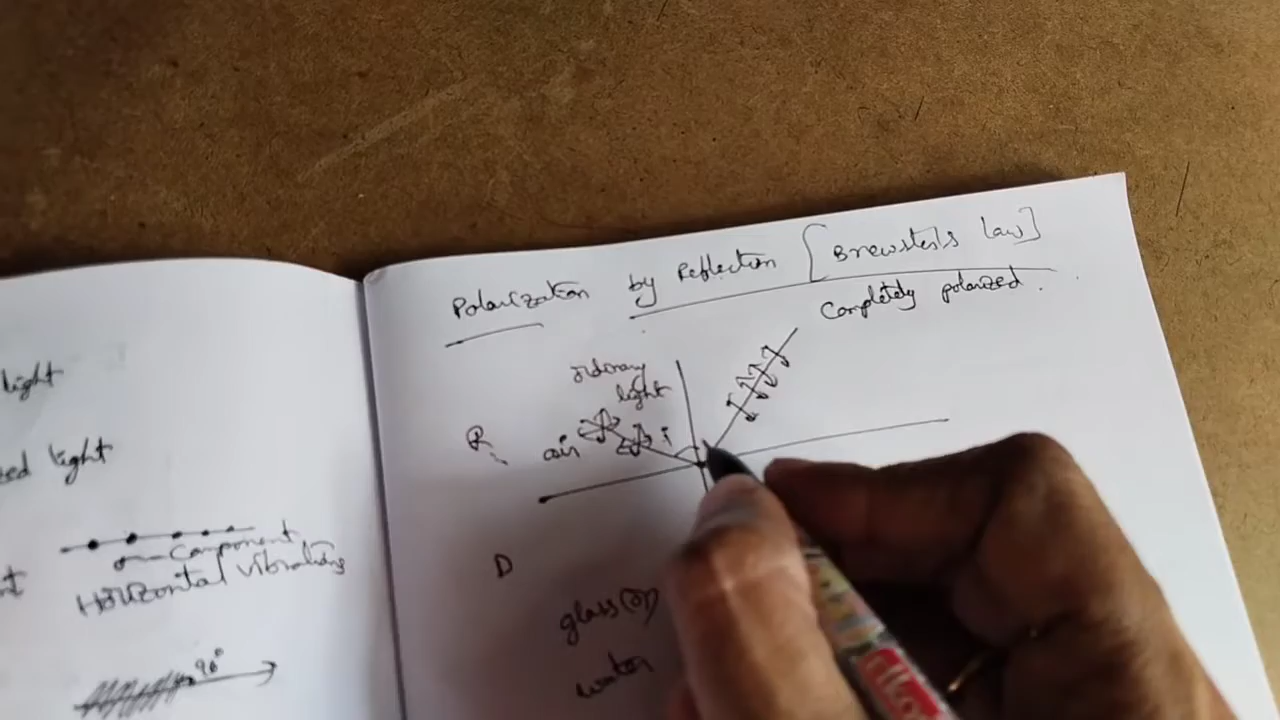 light
light
Component
Horizontal vibrations
90°
Polarization by Reflection [Brewster's law]
Completely polarized.
ordinary
light
R
air
i
D
glass (or)
water